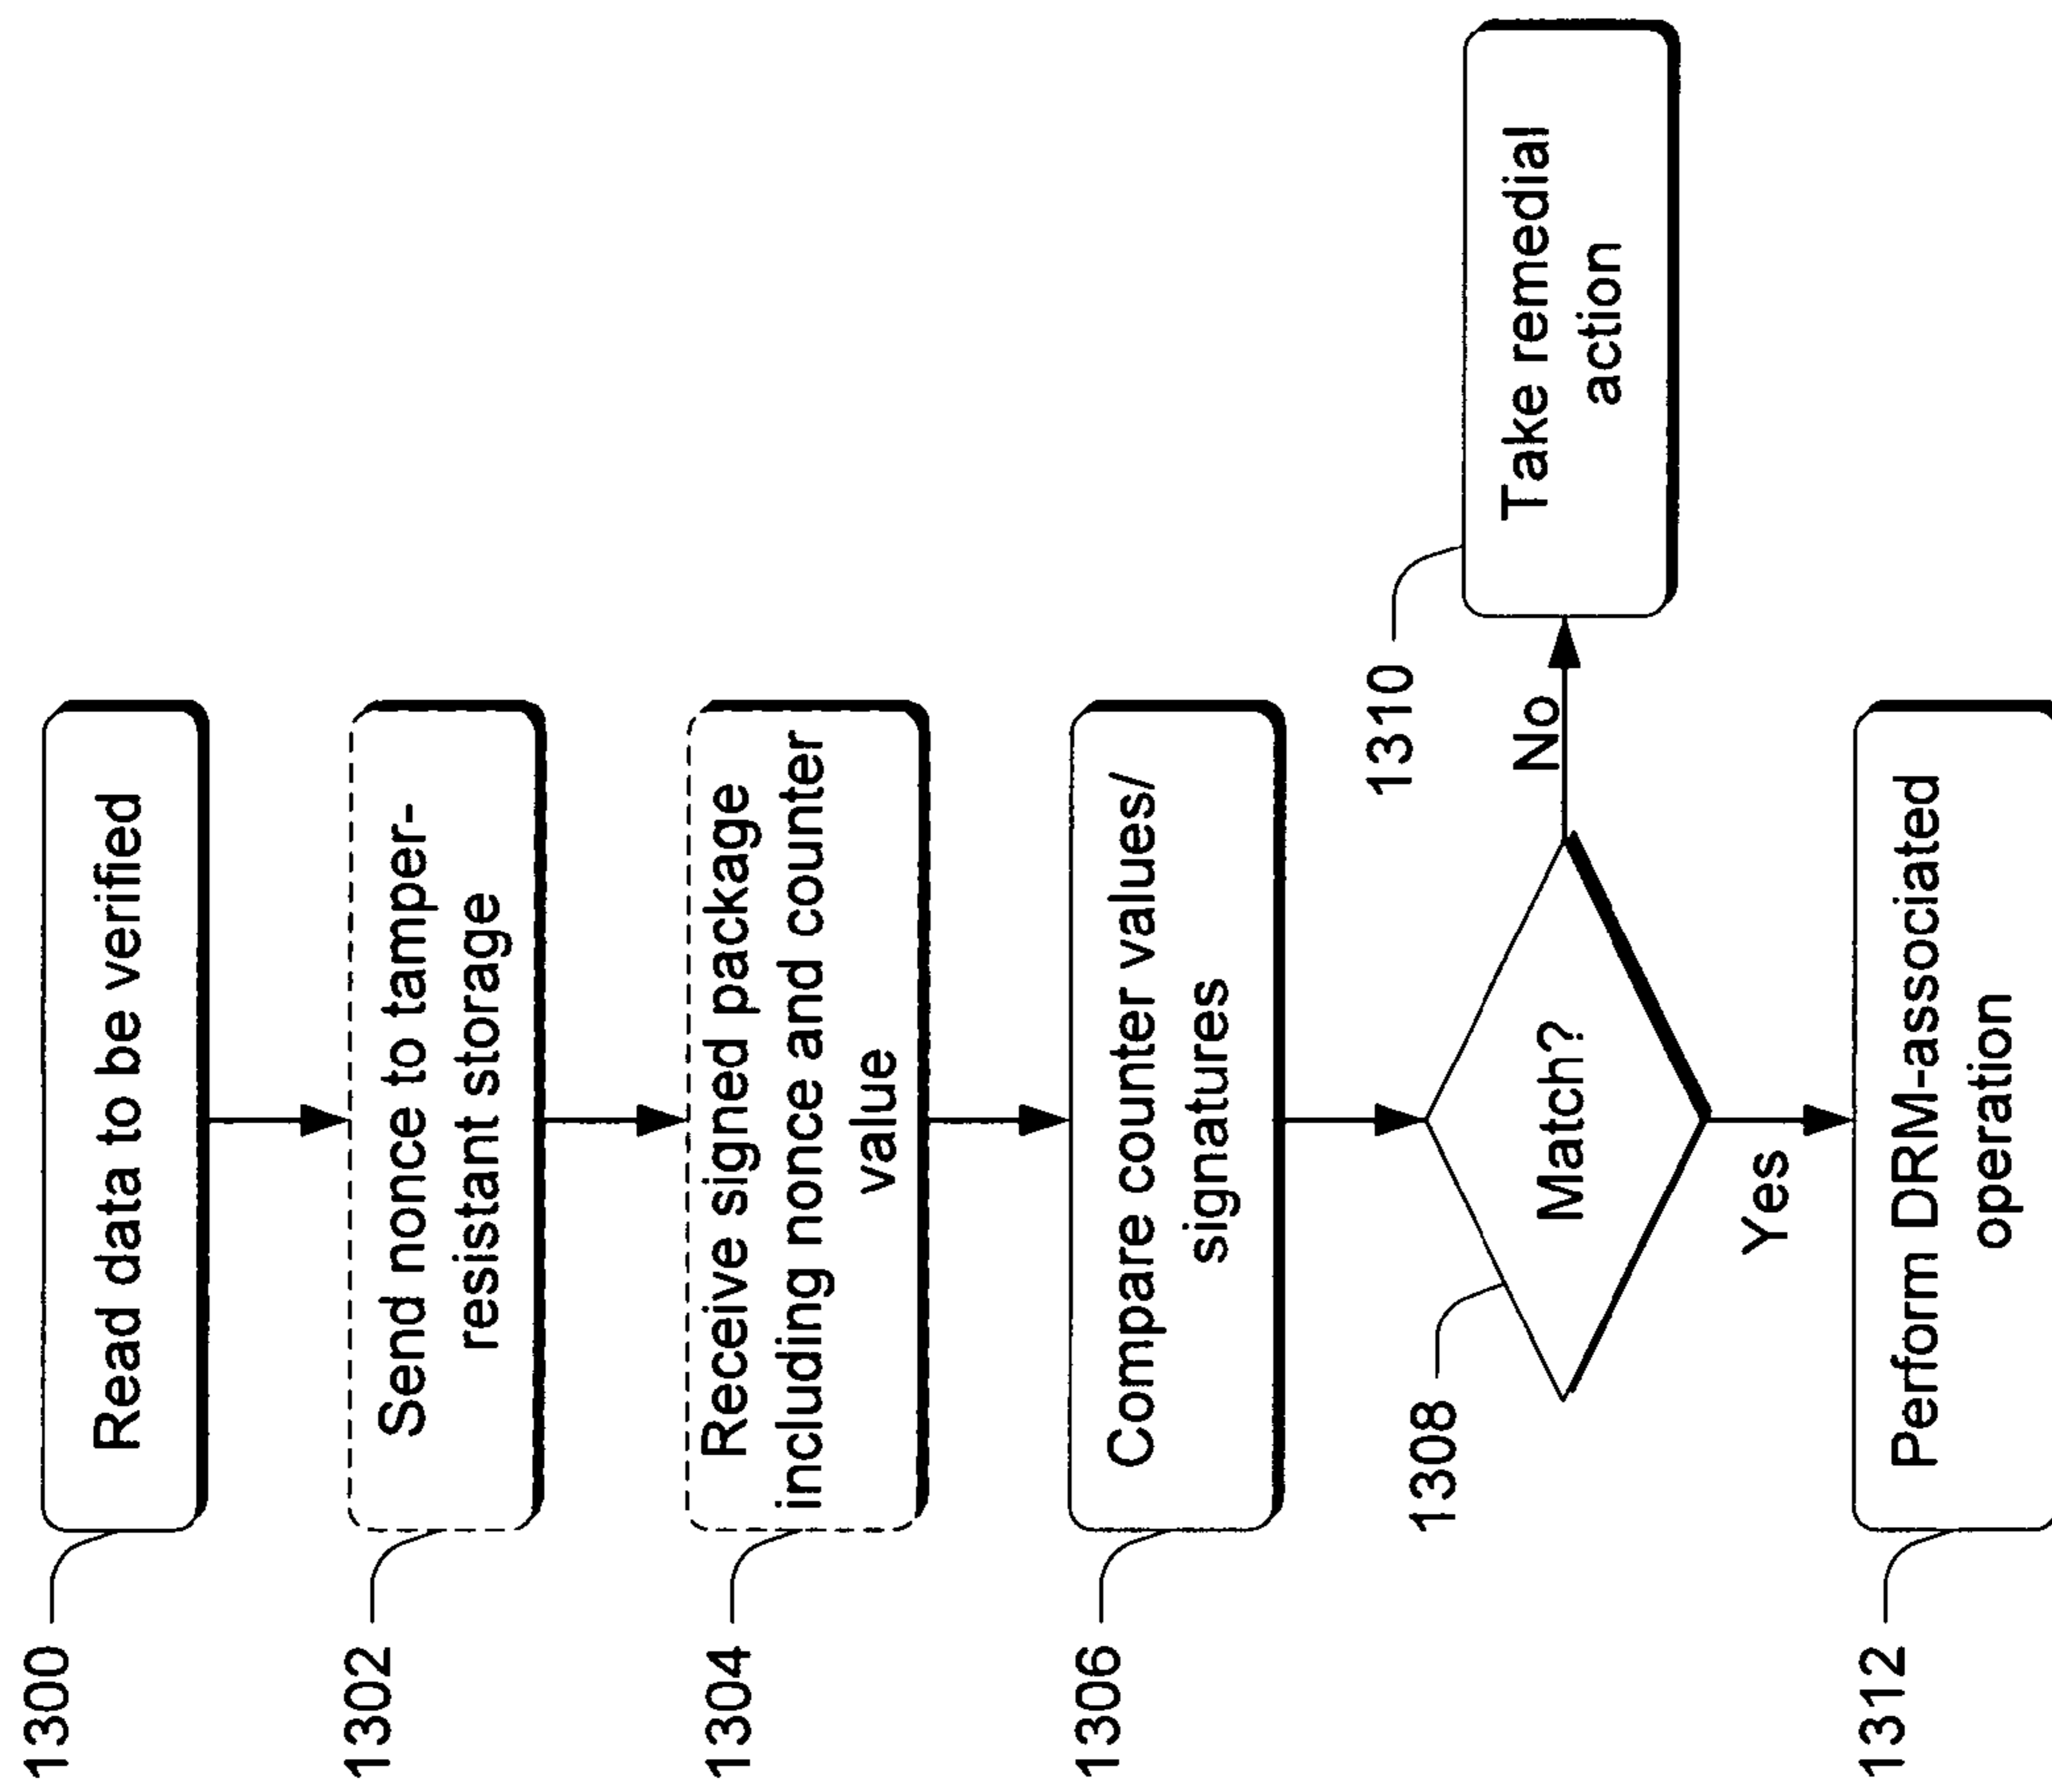 1300
Read data to be verified
1302
Send nonce to tamper-
resistant storage
1304
Receive signed package
including nonce and counter
value
1306
Compare counter values/
signatures
1308
Match?
No
1310
Take remedial
action
Yes
1312
Perform DRM-associated
operation